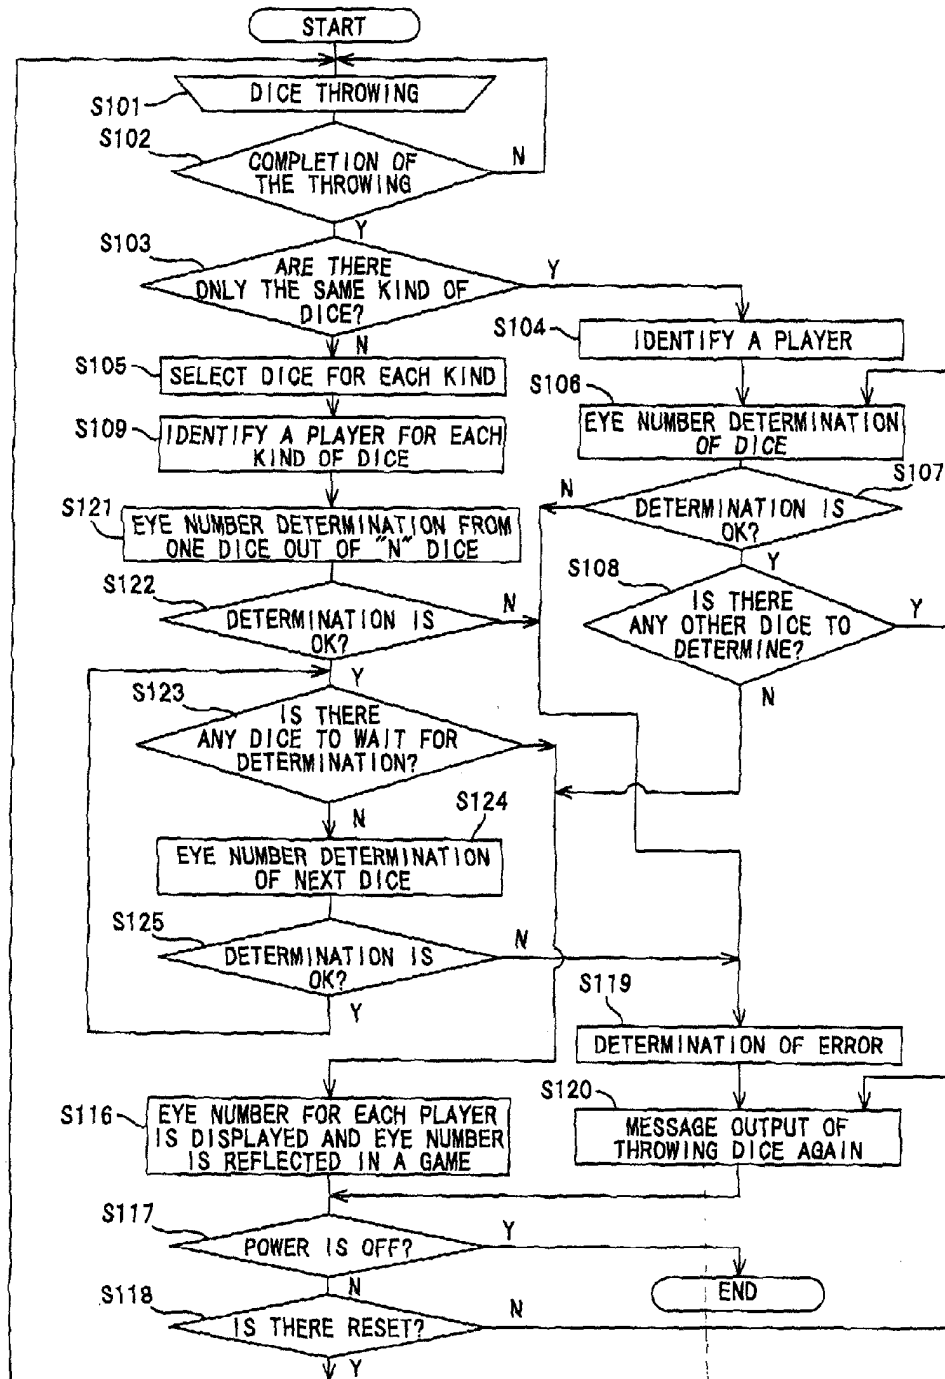 START
S101
DICE THROWING
S102
COMPLETION OF
THE THROWING
N
Y
S103
ARE THERE
ONLY THE SAME KIND OF
DICE?
Y
N
S104
IDENTIFY A PLAYER
S105
SELECT DICE FOR EACH KIND
S106
EYE NUMBER DETERMINATION
OF DICE
S109
IDENTIFY A PLAYER FOR EACH
KIND OF DICE
S107
DETERMINATION IS
OK?
N
Y
S121
EYE NUMBER DETERMINATION FROM
ONE DICE OUT OF "N" DICE
S108
IS THERE
ANY OTHER DICE TO
DETERMINE?
Y
N
S122
DETERMINATION IS
OK?
N
Y
S123
IS THERE
ANY DICE TO WAIT FOR
DETERMINATION?
N
S124
EYE NUMBER DETERMINATION
OF NEXT DICE
S125
DETERMINATION IS
OK?
N
Y
S119
DETERMINATION OF ERROR
S116
EYE NUMBER FOR EACH PLAYER
IS DISPLAYED AND EYE NUMBER
IS REFLECTED IN A GAME
S120
MESSAGE OUTPUT OF
THROWING DICE AGAIN
S117
POWER IS OFF?
Y
N
END
S118
IS THERE RESET?
N
Y